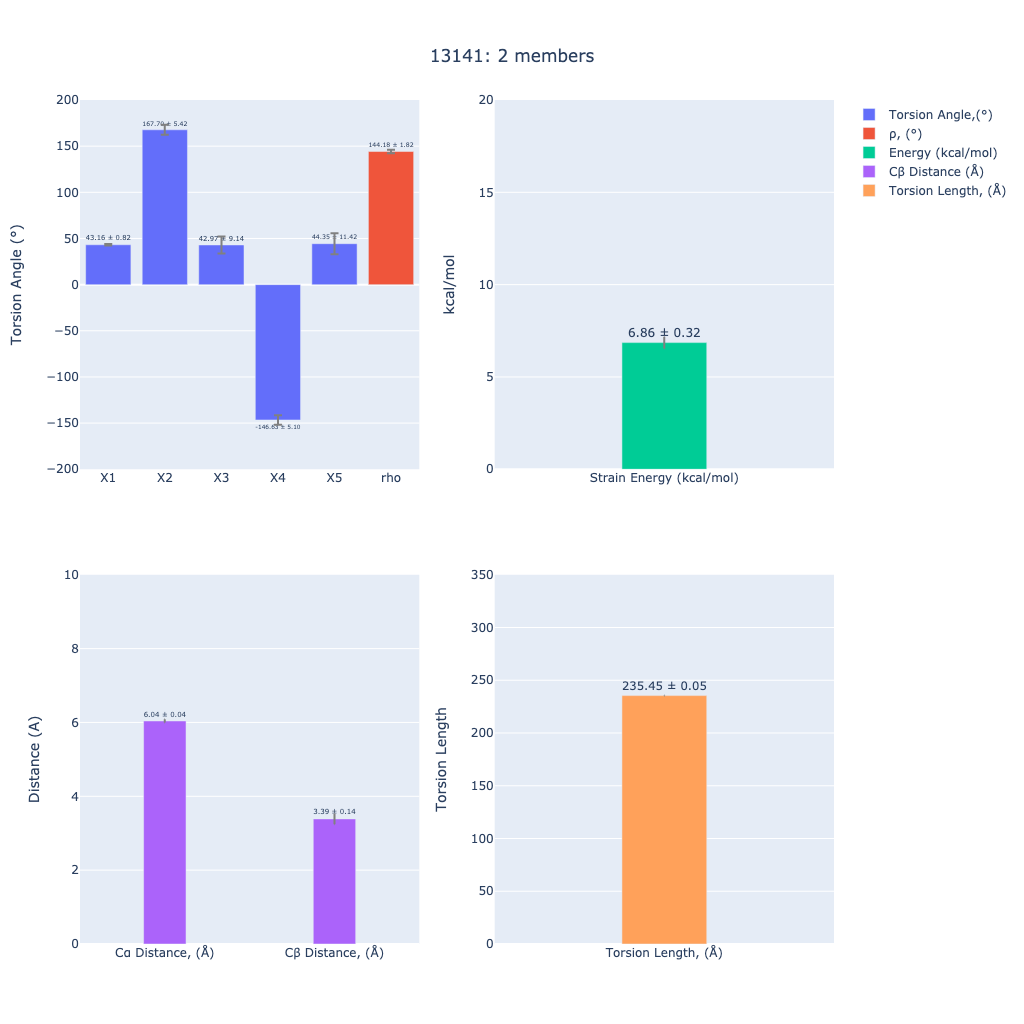 13141: 2 members
Torsion Angle (°)
200
150
100
50
0
−50
−100
−150
−200
43.16 ± 0.82
167.70 ± 5.42
42.97 ± 9.14
-146.63 ± 5.10
44.35 ± 11.42
144.18 ± 1.82
X1 X2 X3 X4 X5 rho
kcal/mol
20
15
10
5
0
6.86 ± 0.32
Strain Energy (kcal/mol)
Torsion Angle,(°)
ρ, (°)
Energy (kcal/mol)
Cβ Distance (Å)
Torsion Length, (Å)
Distance (A)
10
8
6
4
2
0
6.04 ± 0.04
3.39 ± 0.14
Cα Distance, (Å) Cβ Distance, (Å)
Torsion Length
350
300
250
200
150
100
50
0
235.45 ± 0.05
Torsion Length, (Å)